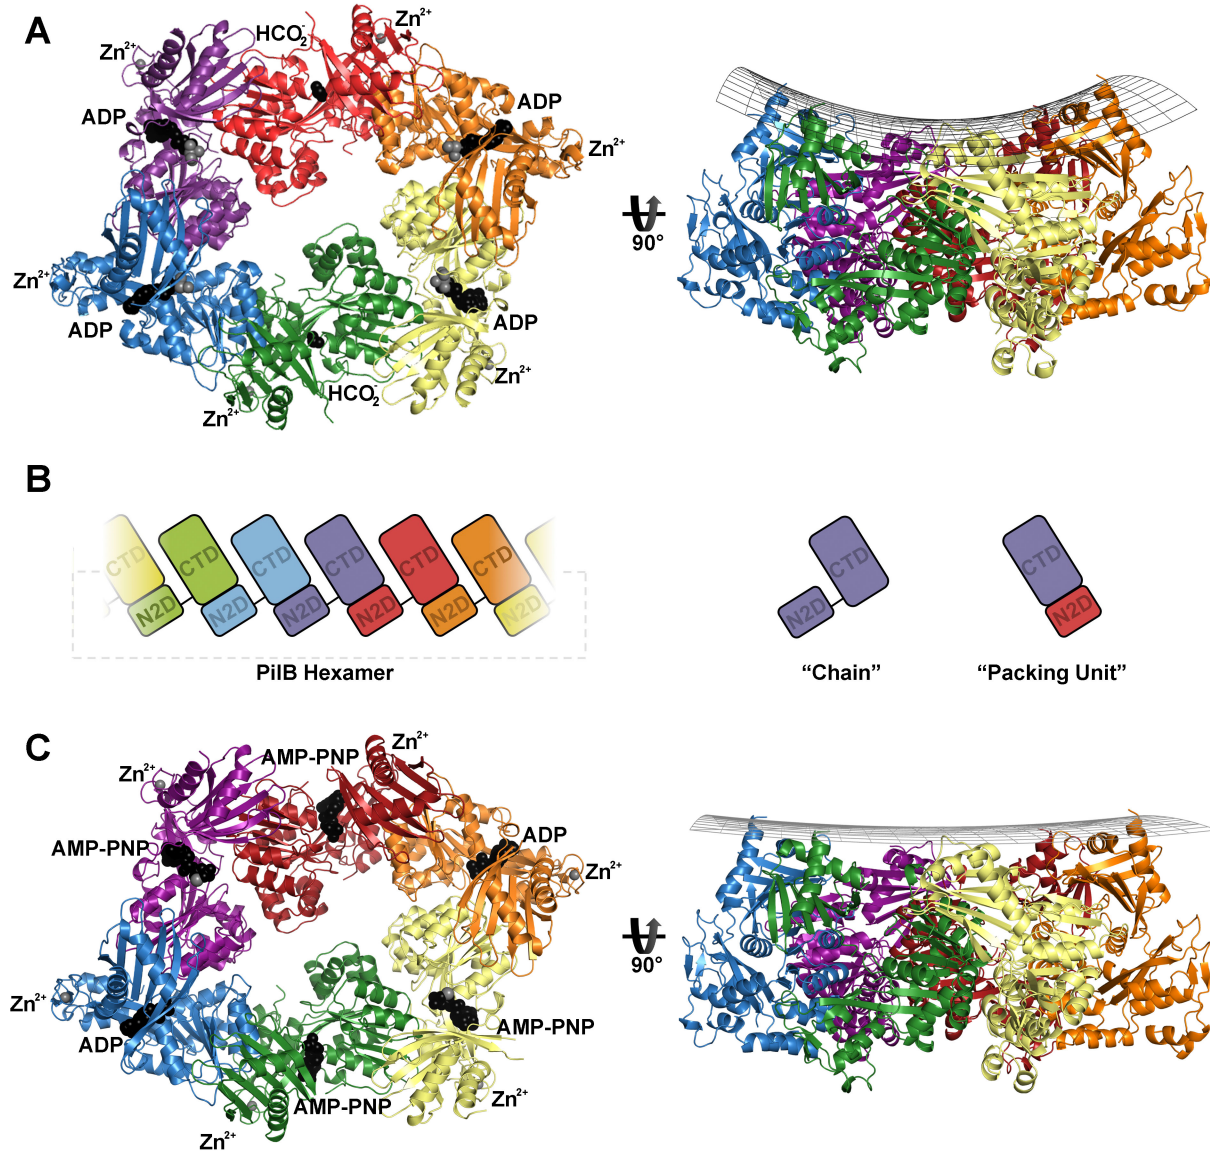 A
HCO₂⁻
Zn²⁺
Zn²⁺
ADP
ADP
Zn²⁺
90°
Zn²⁺
ADP
ADP
Zn²⁺
HCO₂⁻
Zn²⁺
B
CTD CTD CTD CTD CTD CTD
N2D N2D N2D N2D N2D N2D
CTD
N2D
CTD
N2D
PilB Hexamer
“Chain”
“Packing Unit”
C
AMP-PNP
Zn²⁺
Zn²⁺
AMP-PNP
ADP
Zn²⁺
90°
Zn²⁺
ADP
AMP-PNP
Zn²⁺
AMP-PNP
Zn²⁺